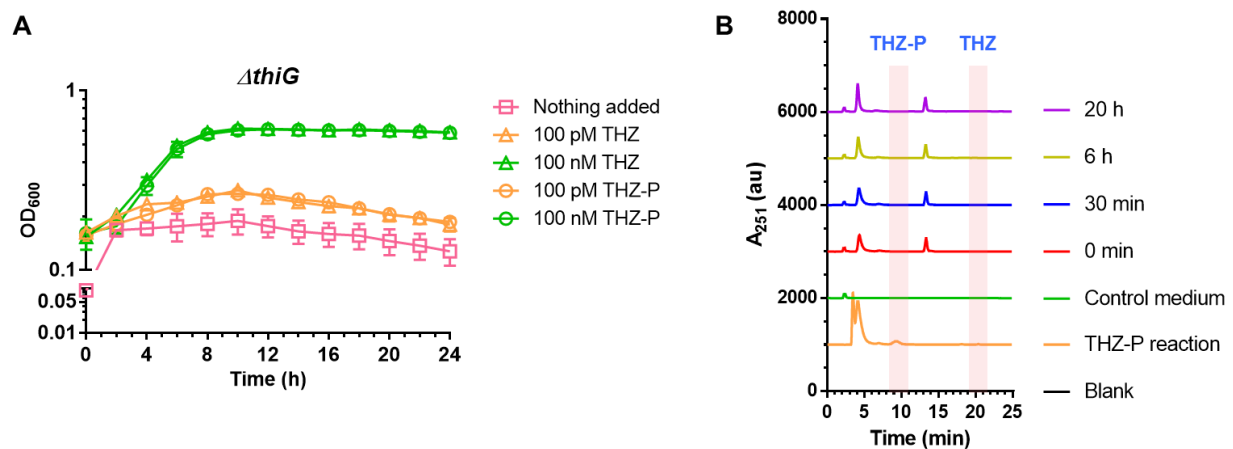 A
ΔthiG
OD600
1
0.1
0.05
0.01
0 4 8 12 16 20 24
Time (h)
Nothing added
100 pM THZ
100 nM THZ
100 pM THZ-P
100 nM THZ-P
B
THZ-P THZ
A251 (au)
8000
6000
4000
2000
0
0 5 10 15 20 25
Time (min)
20 h
6 h
30 min
0 min
Control medium
THZ-P reaction
Blank